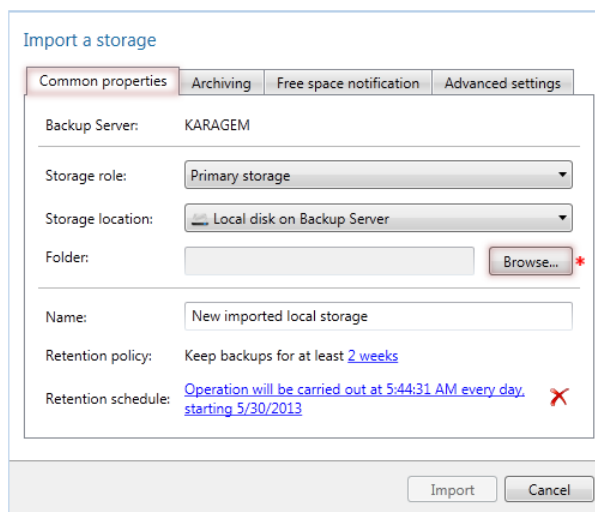 Import a storage
Common properties
Archiving
Free space notification
Advanced settings
Backup Server: KARAGEM
Storage role: Primary storage
Storage location: Local disk on Backup Server
Folder: Browse... *
Name: New imported local storage
Retention policy: Keep backups for at least 2 weeks
Retention schedule: Operation will be carried out at 5:44:31 AM every day,
starting 5/30/2013
Import Cancel